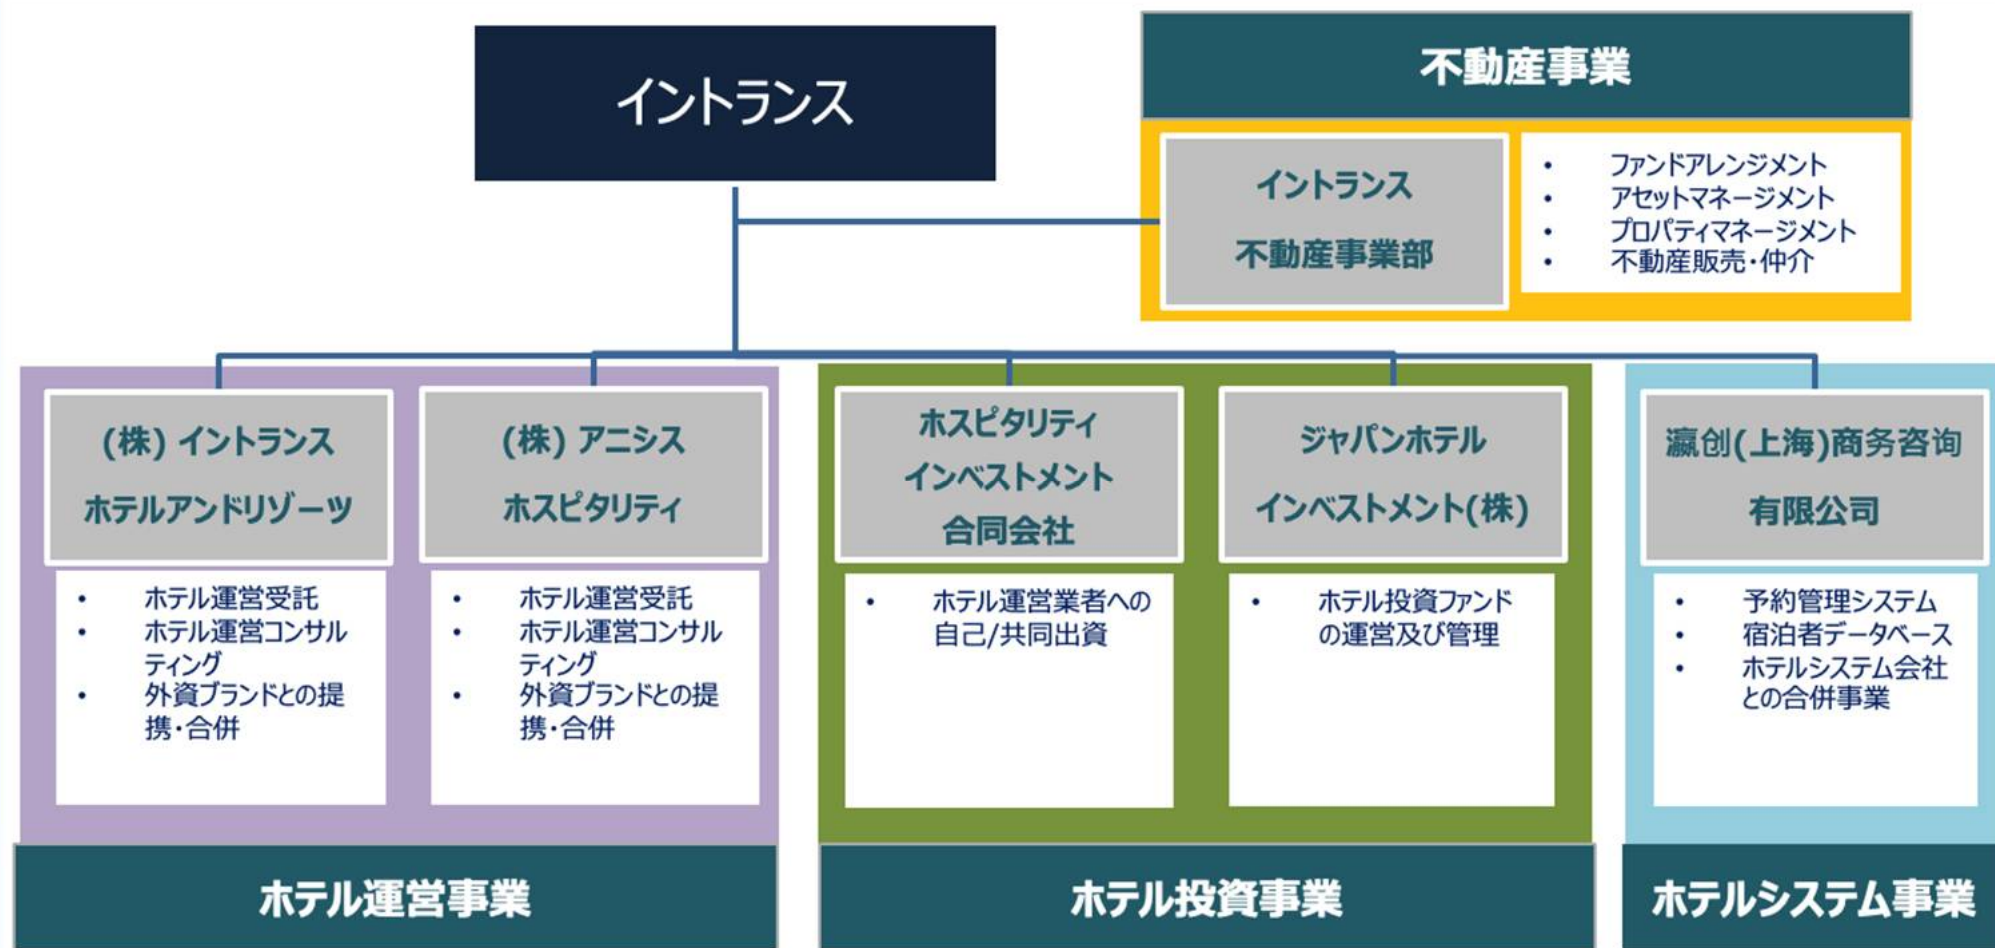 イントランス
不動産事業
イントランス
不動産事業部
• ファンドアレンジメント
• アセットマネージメント
• プロパティマネージメント
• 不動産販売・仲介
(株) イントランス
ホテルアンドリゾーツ
• ホテル運営受託
• ホテル運営コンサル
ティング
• 外資ブランドとの提
携・合併
(株) アニシス
ホスピタリティ
• ホテル運営受託
• ホテル運営コンサル
ティング
• 外資ブランドとの提
携・合併
ホテル運営事業
ホスピタリティ
インベストメント
合同会社
• ホテル運営業者への
自己/共同出資
ジャパンホテル
インベストメント(株)
• ホテル投資ファンド
の運営及び管理
ホテル投資事業
瀛创(上海)商务咨询
有限公司
• 予約管理システム
• 宿泊者データベース
• ホテルシステム会社
との合併事業
ホテルシステム事業